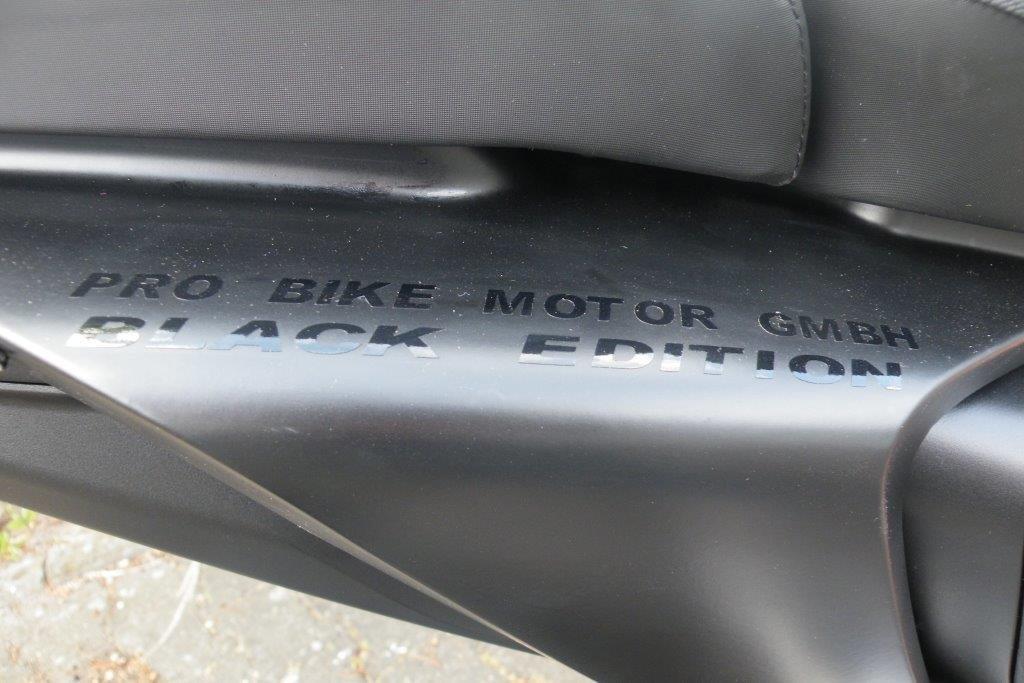 PRO BIKE MOTOR GMBH
BLACK EDITION